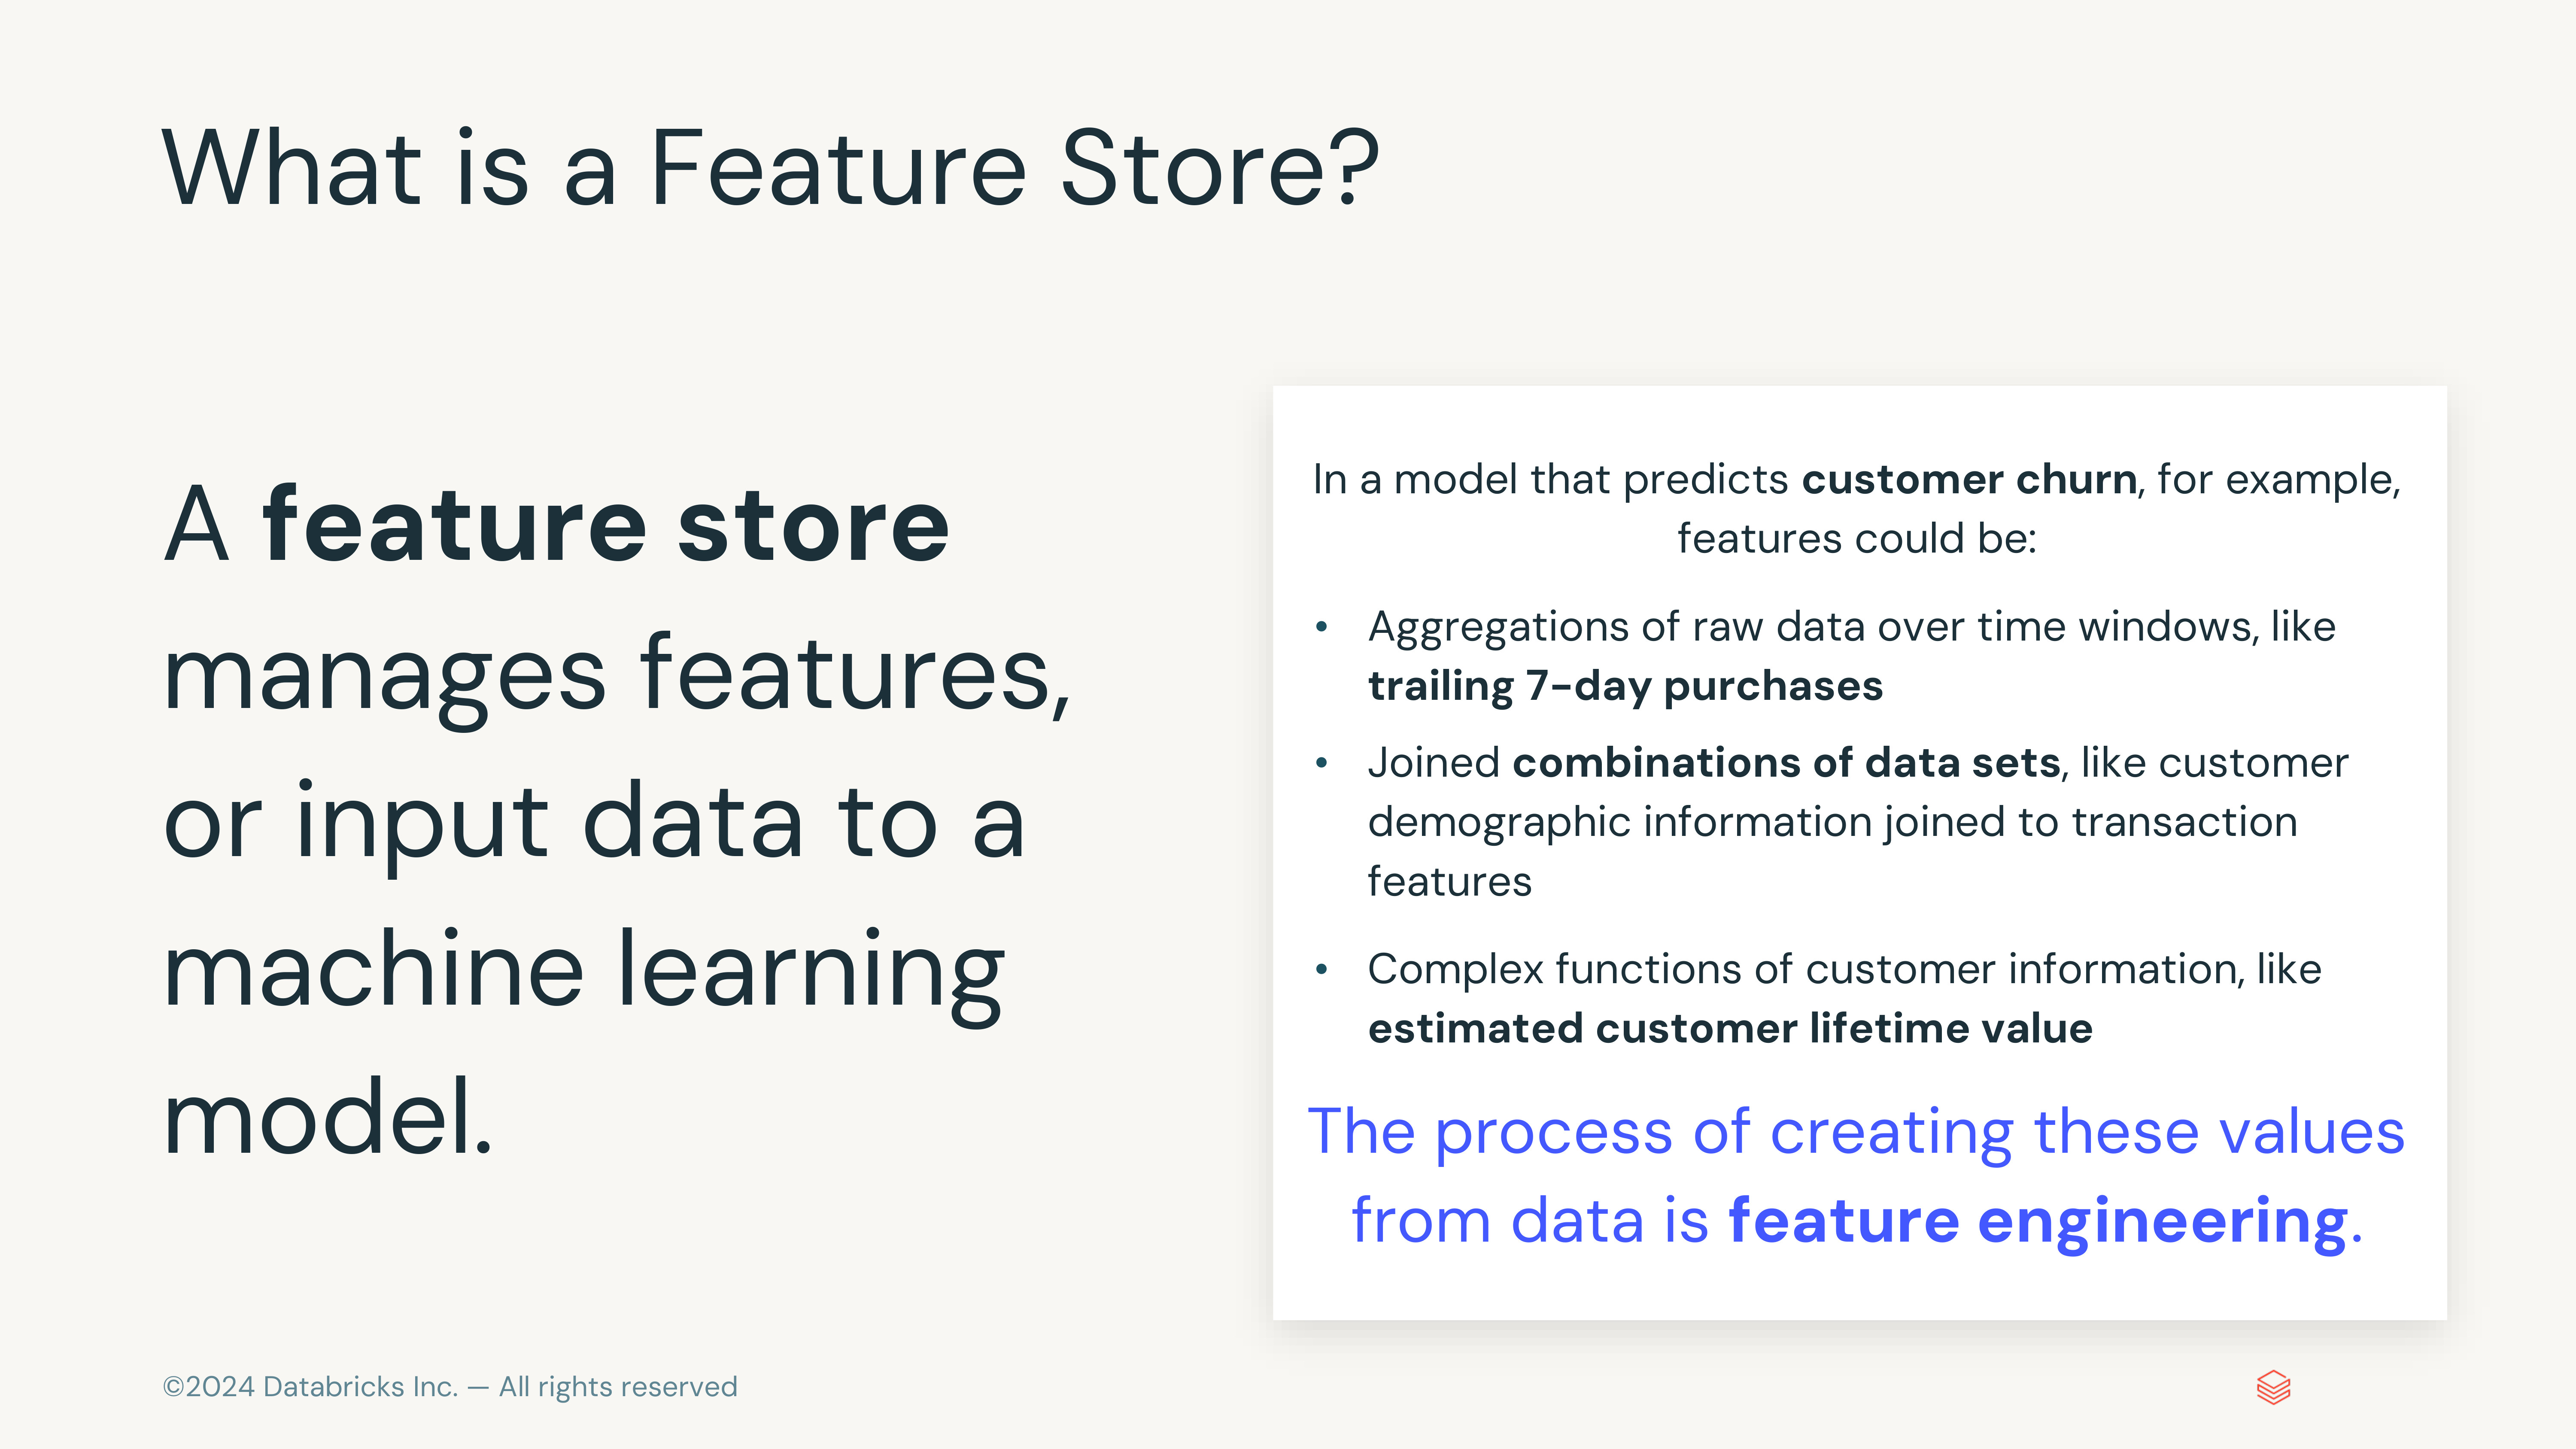 What is a Feature Store?
A feature store
manages features,
or input data to a
machine learning
model.
In a model that predicts customer churn, for example,
features could be:
• Aggregations of raw data over time windows, like
trailing 7-day purchases
• Joined combinations of data sets, like customer
demographic information joined to transaction
features
• Complex functions of customer information, like
estimated customer lifetime value
The process of creating these values
from data is feature engineering.
©2024 Databricks Inc. — All rights reserved